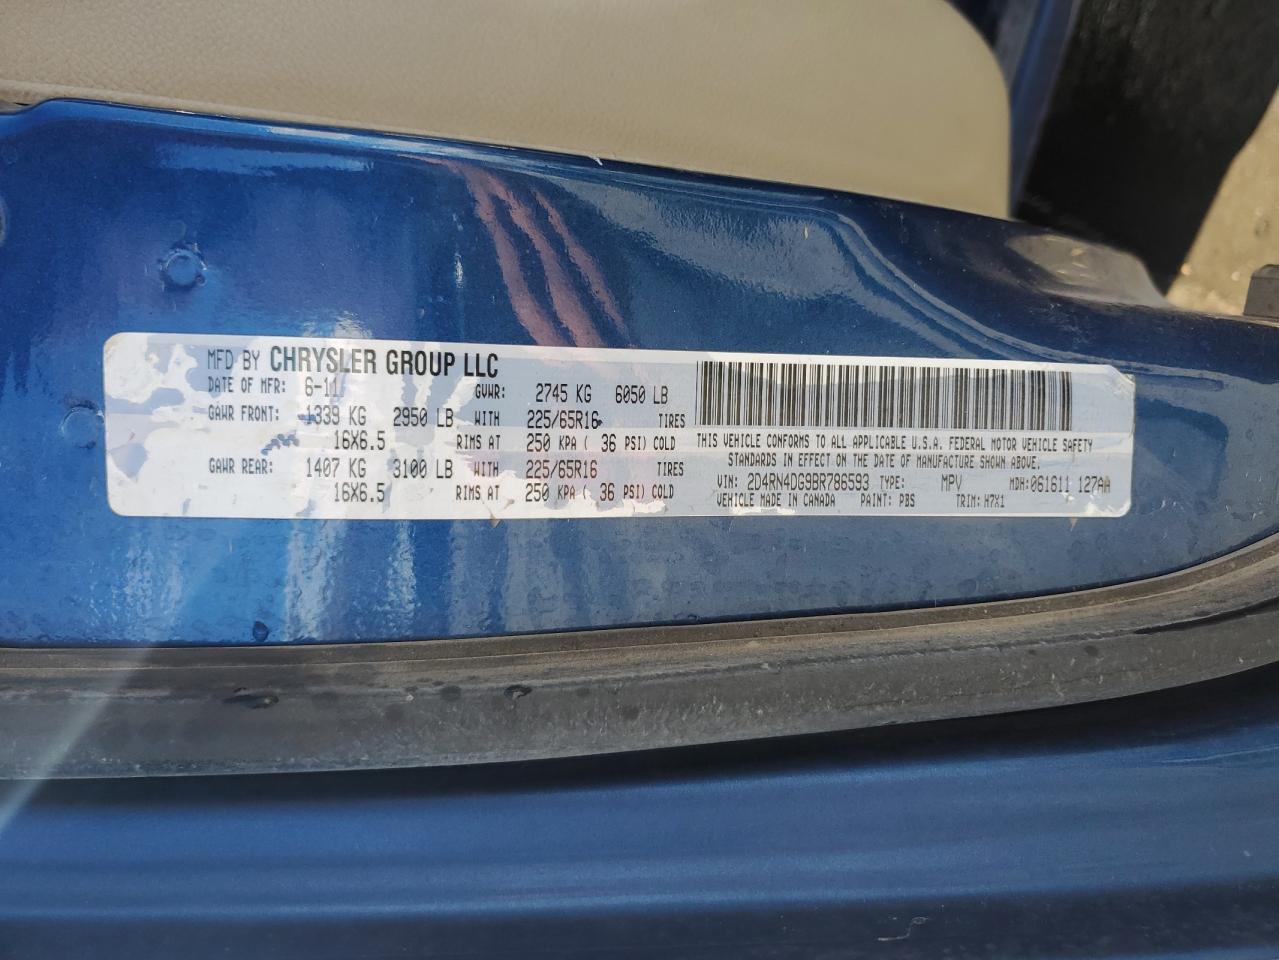 MFD BY CHRYSLER GROUP LLC
DATE OF MFR: 6-11 GVWR: 2745 KG 6050 LB
GAWR FRONT: 1339 KG 2950 LB WITH 225/65R16 TIRES
16X6.5 RIMS AT 250 KPA ( 36 PSI) COLD
GAWR REAR: 1407 KG 3100 LB WITH 225/65R16 TIRES
16X6.5 RIMS AT 250 KPA ( 36 PSI) COLD
THIS VEHICLE CONFORMS TO ALL APPLICABLE U.S.A. FEDERAL MOTOR VEHICLE SAFETY
STANDARDS IN EFFECT ON THE DATE OF MANUFACTURE SHOWN ABOVE.
VIN: 2D4RN4DG9BR786593 TYPE: MPV MDH: 061611 127AA
VEHICLE MADE IN CANADA PAINT: PBS TRIM: H7X1